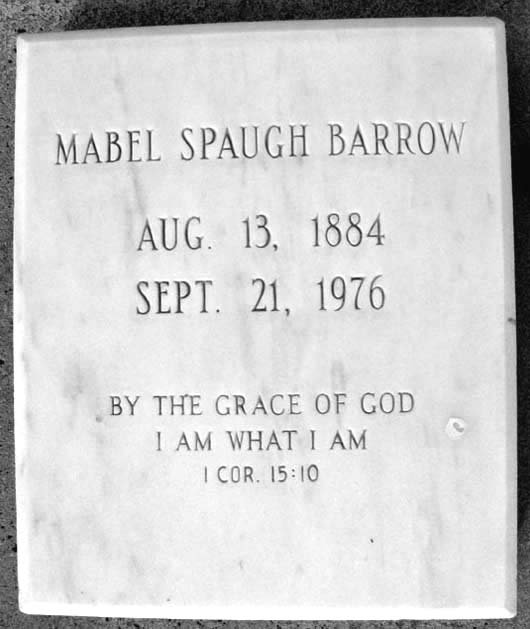 MABEL SPAUGH BARROW
AUG. 13, 1884
SEPT. 21, 1976
BY THE GRACE OF GOD
I AM WHAT I AM
I COR. 15:10